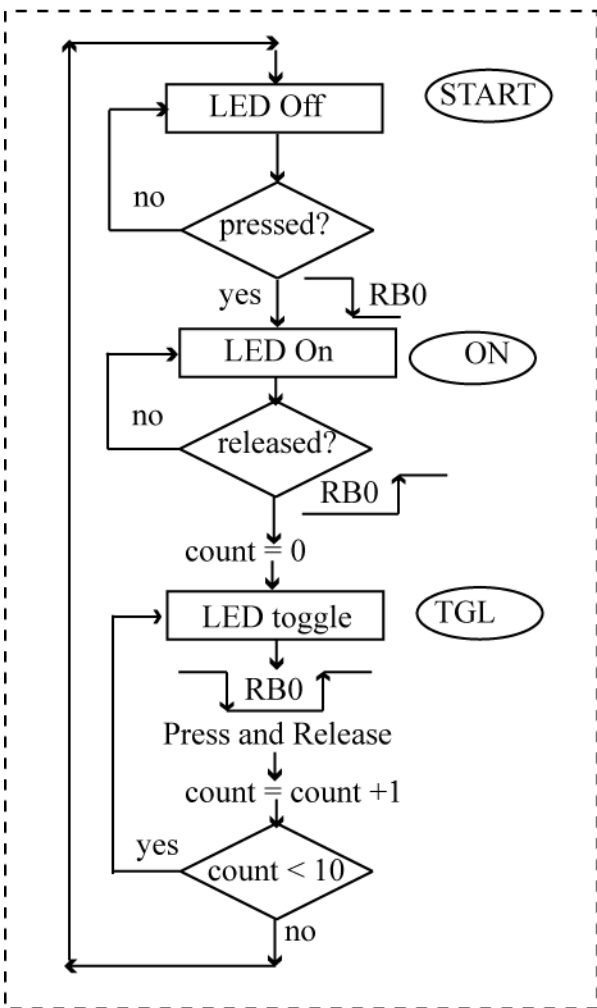 LED Off
START
no
pressed?
yes
RB0
LED On
ON
no
released?
RB0
count = 0
LED toggle
TGL
RB0
Press and Release
count = count +1
yes
count < 10
no